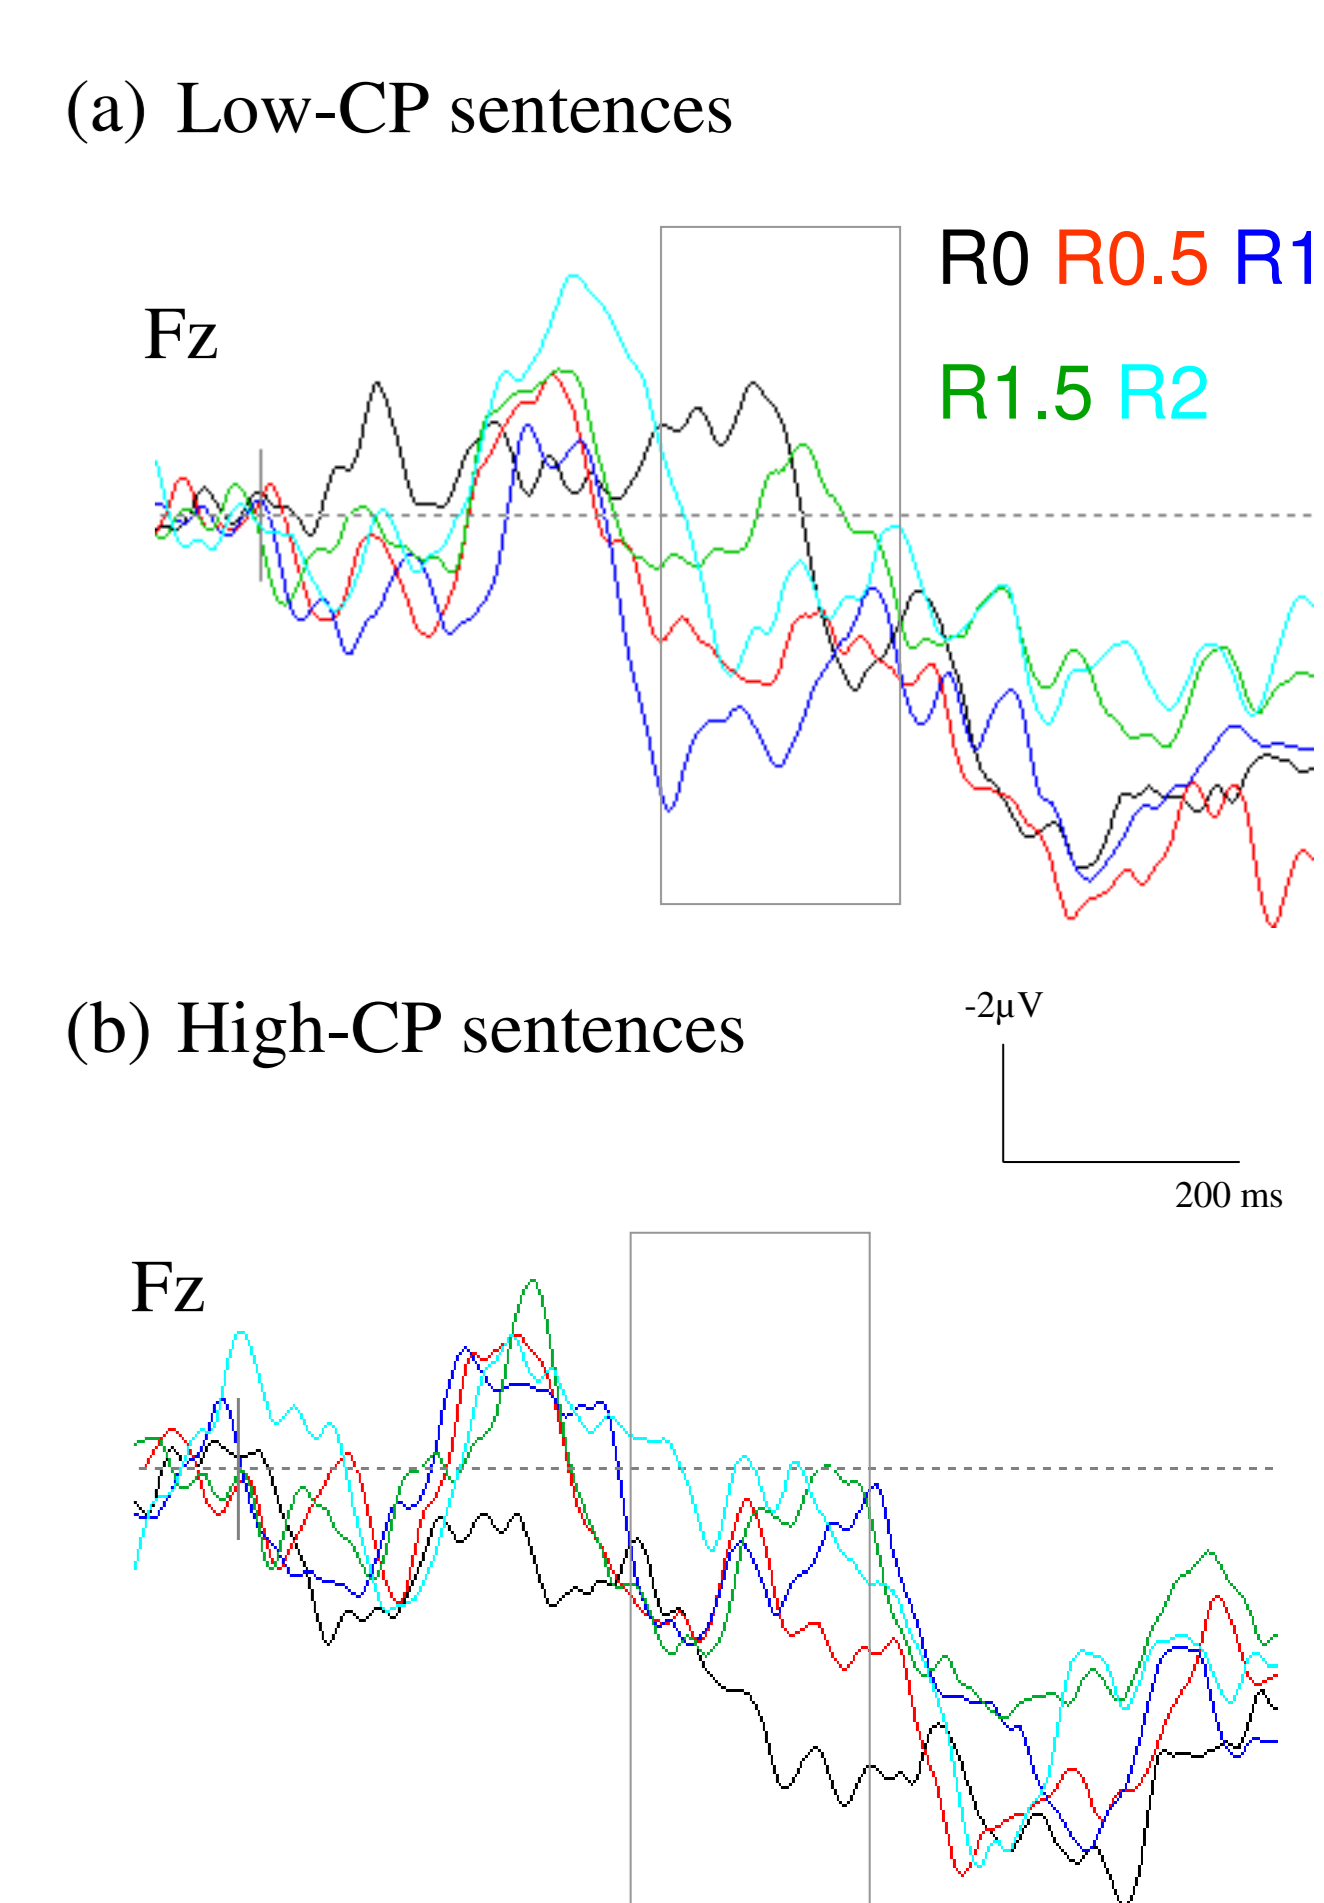 (a) Low-CP sentences
R0 R0.5 R1
Fz
R1.5 R2
(b) High-CP sentences
-2µV
200 ms
Fz